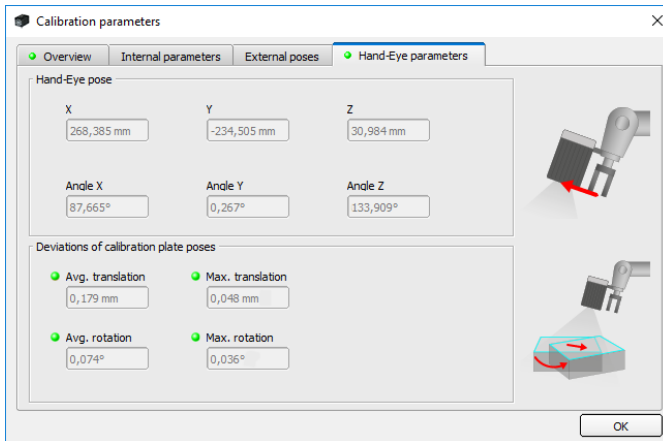 Calibration parameters
Overview Internal parameters External poses Hand-Eye parameters
Hand-Eye pose
X Y Z
268,385 mm -234,505 mm 30,984 mm
Angle X Angle Y Angle Z
87,665° 0,267° 133,909°
Deviations of calibration plate poses
Avg. translation Max. translation
0,179 mm 0,048 mm
Avg. rotation Max. rotation
0,074° 0,036°
OK